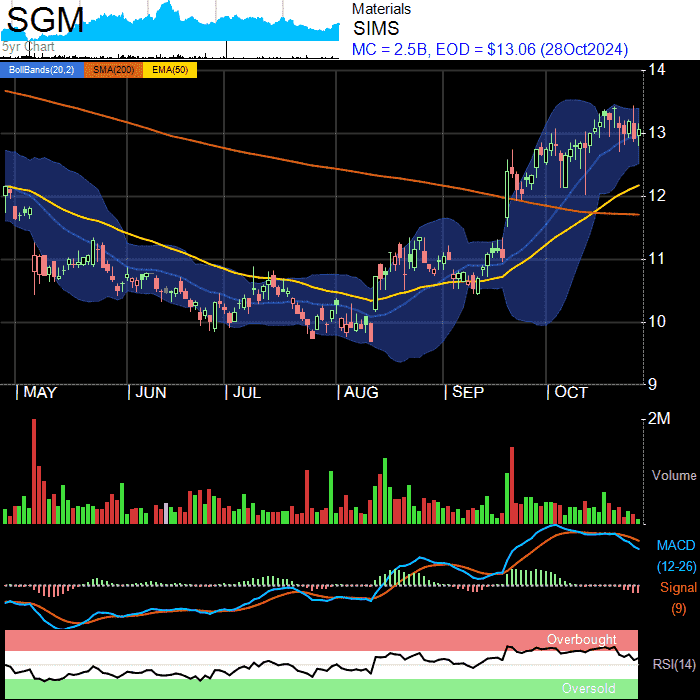 SGM
5yr Chart
Materials
SIMS
MC = 2.5B, EOD = $13.06 (28Oct2024)
BollBands(20,2) SMA(200) EMA(50)
14
13
12
11
10
9
MAY JUN JUL AUG SEP OCT
2M
Volume
MACD
(12-26)
Signal
(9)
Overbought
RSI(14)
Oversold